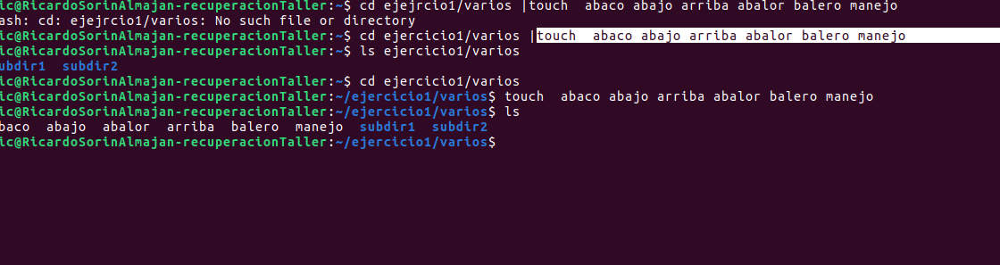 ic@RicardoSorinAlmajan-recuperacionTaller:~$ cd ejejrcio1/varios |touch  abaco abajo arriba abalor balero manejo
ash: cd: ejejrcio1/varios: No such file or directory
ic@RicardoSorinAlmajan-recuperacionTaller:~$ cd ejercicio1/varios |touch  abaco abajo arriba abalor balero manejo
ic@RicardoSorinAlmajan-recuperacionTaller:~$ ls ejercicio1/varios
ubdir1  subdir2
ic@RicardoSorinAlmajan-recuperacionTaller:~$ cd ejercicio1/varios
ic@RicardoSorinAlmajan-recuperacionTaller:~/ejercicio1/varios$ touch  abaco abajo arriba abalor balero manejo
ic@RicardoSorinAlmajan-recuperacionTaller:~/ejercicio1/varios$ ls
baco  abajo  abalor  arriba  balero  manejo  subdir1  subdir2
ic@RicardoSorinAlmajan-recuperacionTaller:~/ejercicio1/varios$